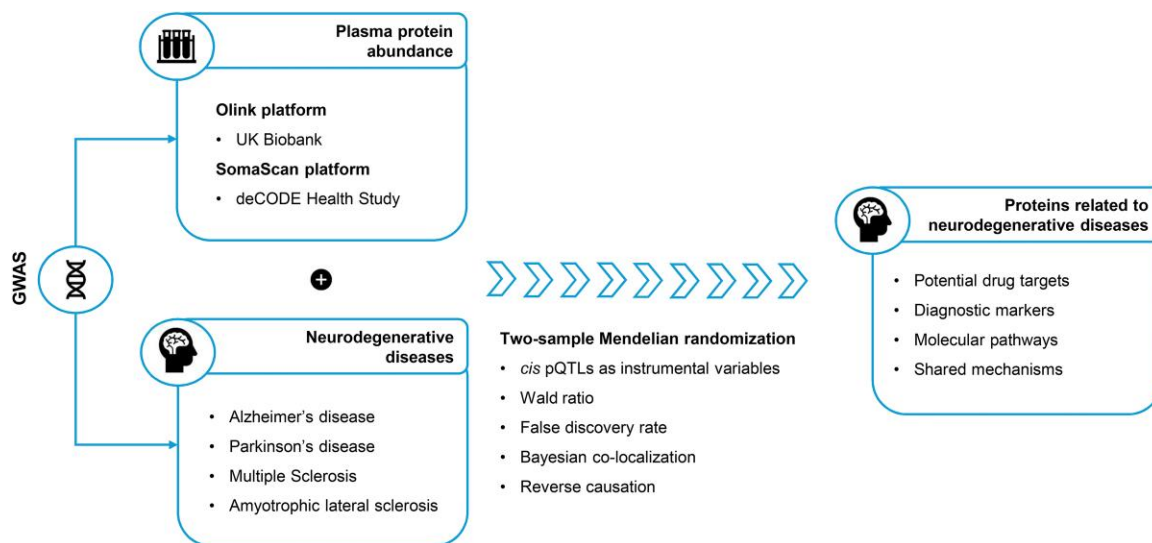 GWAS
Plasma protein
abundance
Olink platform
• UK Biobank
SomaScan platform
• deCODE Health Study
Neurodegenerative
diseases
• Alzheimer's disease
• Parkinson's disease
• Multiple Sclerosis
• Amyotrophic lateral sclerosis
Two-sample Mendelian randomization
• cis pQTLs as instrumental variables
• Wald ratio
• False discovery rate
• Bayesian co-localization
• Reverse causation
Proteins related to
neurodegenerative diseases
• Potential drug targets
• Diagnostic markers
• Molecular pathways
• Shared mechanisms